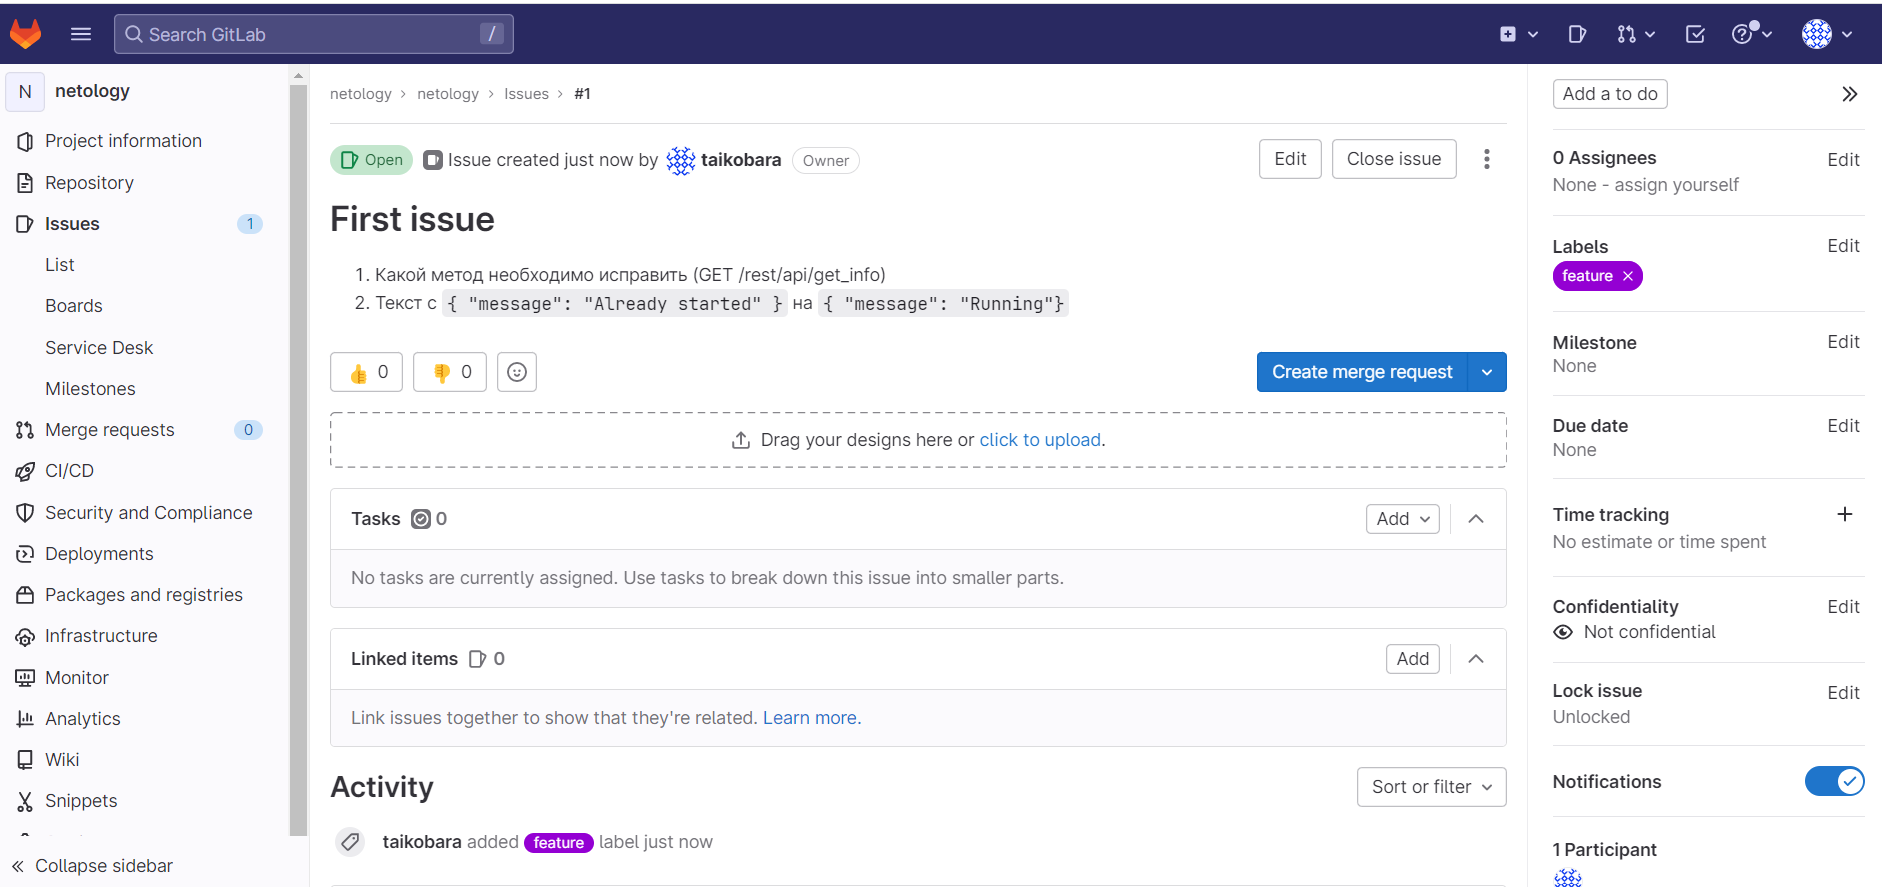 Search GitLab /
N netology
Project information
Repository
Issues 1
List
Boards
Service Desk
Milestones
Merge requests 0
CI/CD
Security and Compliance
Deployments
Packages and registries
Infrastructure
Monitor
Analytics
Wiki
Snippets
Collapse sidebar
netology > netology > Issues > #1
Open Issue created just now by taikobara Owner Edit Close issue
First issue
1. Какой метод необходимо исправить (GET /rest/api/get_info)
2. Текст с { "message": "Already started" } на { "message": "Running"}
0 0 Create merge request
Drag your designs here or click to upload.
Tasks 0 Add
No tasks are currently assigned. Use tasks to break down this issue into smaller parts.
Linked items 0 Add
Link issues together to show that they're related. Learn more.
Activity Sort or filter
taikobara added feature label just now
Add a to do
0 Assignees Edit
None - assign yourself
Labels Edit
feature ×
Milestone Edit
None
Due date Edit
None
Time tracking +
No estimate or time spent
Confidentiality Edit
Not confidential
Lock issue Edit
Unlocked
Notifications
1 Participant